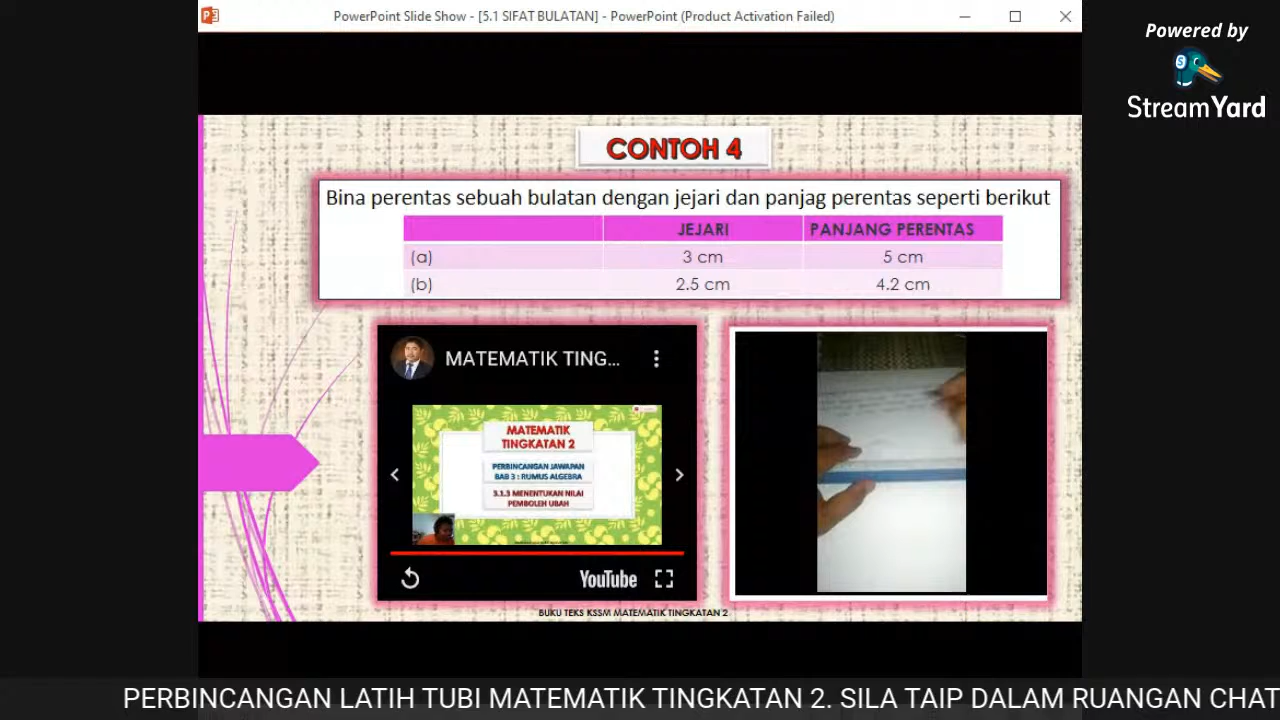 PowerPoint Slide Show - [5.1 SIFAT BULATAN] - PowerPoint (Product Activation Failed)
Powered by
StreamYard
CONTOH 4
Bina perentas sebuah bulatan dengan jejari dan panjag perentas seperti berikut
JEJARI PANJANG PERENTAS
(a) 3 cm 5 cm
(b) 2.5 cm 4.2 cm
MATEMATIK TING...
MATEMATIK
TINGKATAN 2
PERBINCANGAN JAWAPAN
BAB 3 : RUMUS ALGEBRA
3.1.3 MENENTUKAN NILAI
PEMBOLEH UBAH
YouTube
BUKU TEKS KSSM MATEMATIK TINGKATAN 2
PERBINCANGAN LATIH TUBI MATEMATIK TINGKATAN 2. SILA TAIP DALAM RUANGAN CHAT